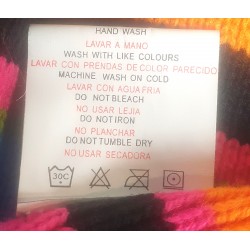 HAND WASH
LAVAR A MANO
WASH WITH LIKE COLOURS
LAVAR CON PRENDAS DE COLOR PARECIDO
MACHINE WASH ON COLD
LAVAR CON AGUA FRIA
DO NOT BLEACH
NO USAR LEJIA
DO NOT IRON
NO PLANCHAR
DO NOT TUMBLE DRY
NO USAR SECADORA
30C